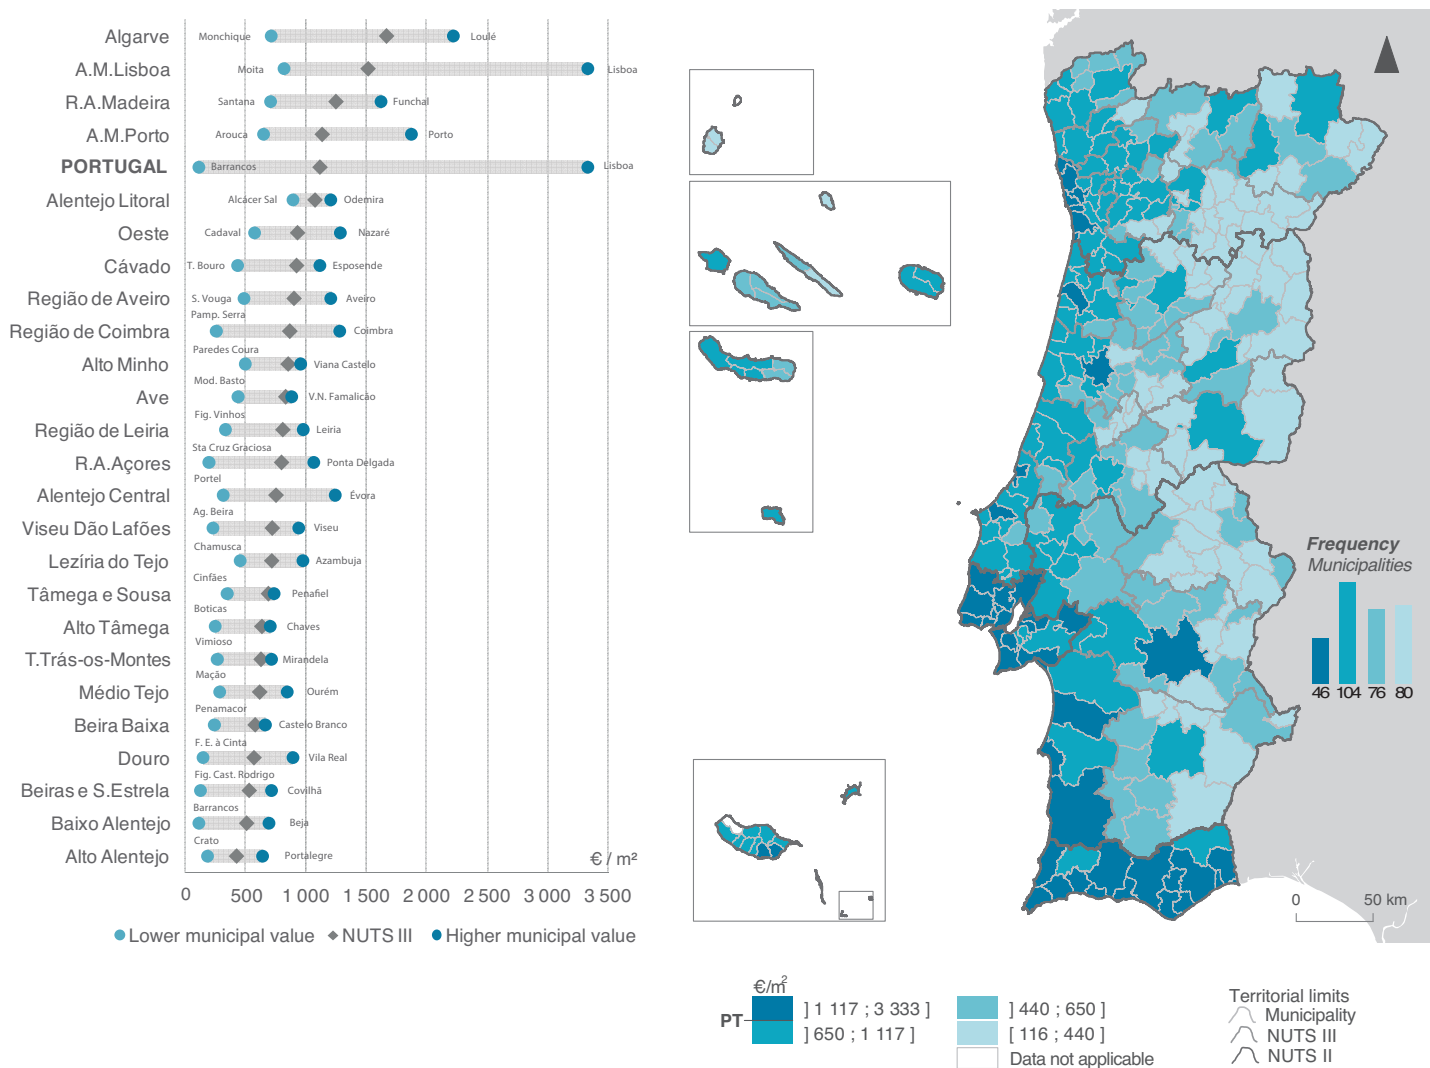 Algarve Monchique Loulé
A.M.Lisboa Moita Lisboa
R.A.Madeira Santana Funchal
A.M.Porto Arouca Porto
PORTUGAL Barrancos Lisboa
Alentejo Litoral Alcácer Sal Odemira
Oeste Cadaval Nazaré
Cávado T. Bouro Esposende
Região de Aveiro S. Vouga Aveiro
Pamp. Serra
Região de Coimbra Coimbra
Paredes Coura
Alto Minho Viana Castelo
Mod. Basto
Ave V.N. Famalicão
Fig. Vinhos
Região de Leiria Leiria
Sta Cruz Graciosa
R.A.Açores Ponta Delgada
Portel
Alentejo Central Évora
Ag. Beira
Viseu Dão Lafões Viseu
Chamusca
Lezíria do Tejo Azambuja
Cinfães
Tâmega e Sousa Penafiel
Boticas
Alto Tâmega Chaves
Vimioso
T.Trás-os-Montes Mirandela
Mação
Médio Tejo Ourém
Penamacor
Beira Baixa Castelo Branco
F. E. à Cinta
Douro Vila Real
Fig. Cast. Rodrigo
Beiras e S.Estrela Covilhã
Barrancos
Baixo Alentejo Beja
Crato
Alto Alentejo Portalegre
€ / m²
0 500 1 000 1 500 2 000 2 500 3 000 3 500
Lower municipal value NUTS III Higher municipal value
Frequency
Municipalities
46 104 76 80
0 50 km
€/m²
PT
] 1 117 ; 3 333 ]
] 650 ; 1 117 ]
] 440 ; 650 ]
[ 116 ; 440 ]
Data not applicable
Territorial limits
Municipality
NUTS III
NUTS II